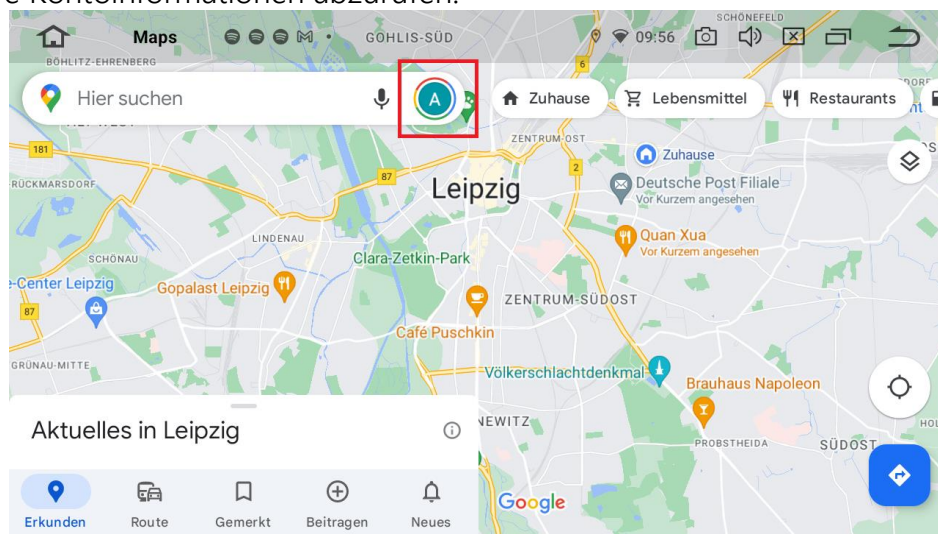 e-Kontoinformationen abzurufen.
Maps
GOHLIS-SÜD
09:56
SCHÖNEFELD
BÖHLITZ-EHRENBERG
6
Hier suchen
A
Zuhause
Lebensmittel
Restaurants
181
87
ZENTRUM-OST
2
Zuhause
RÜCKMARSDORF
Leipzig
Deutsche Post Filiale
Vor Kurzem angesehen
LINDENAU
Quan Xua
Vor Kurzem angesehen
SCHÖNAU
Clara-Zetkin-Park
e-Center Leipzig
Gopalast Leipzig
ZENTRUM-SÜDOST
87
Café Puschkin
GRÜNAU-MITTE
Völkerschlachtdenkmal
Brauhaus Napoleon
Aktuelles in Leipzig
NEWITZ
PROBSTHEIDA
SÜDOST
HOL
Google
Erkunden
Route
Gemerkt
Beitragen
Neues